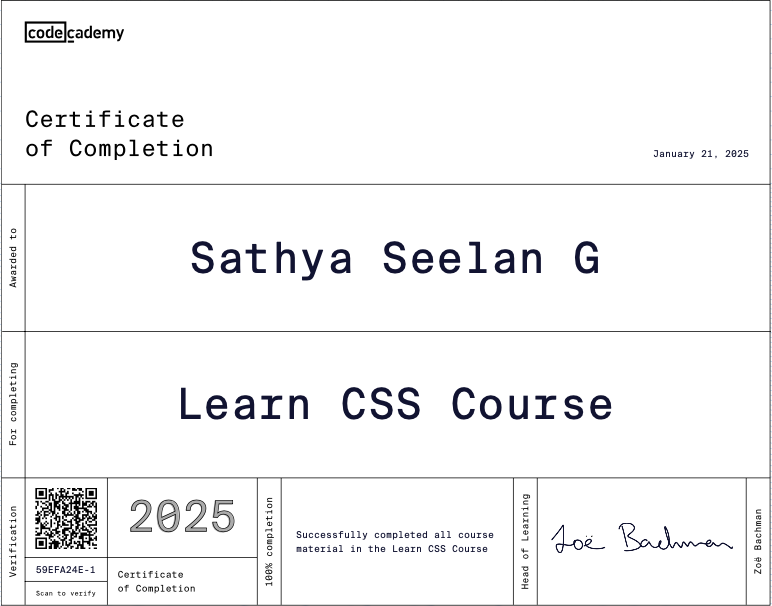 codecademy
Certificate
of Completion
January 21, 2025
Awarded to
Sathya Seelan G
For completing
Learn CSS Course
Verification
59EFA24E-1
Scan to verify
2025
Certificate
of Completion
100% completion
Successfully completed all course
material in the Learn CSS Course
Head of Learning
Zoë Bachman
Zoë Bachman